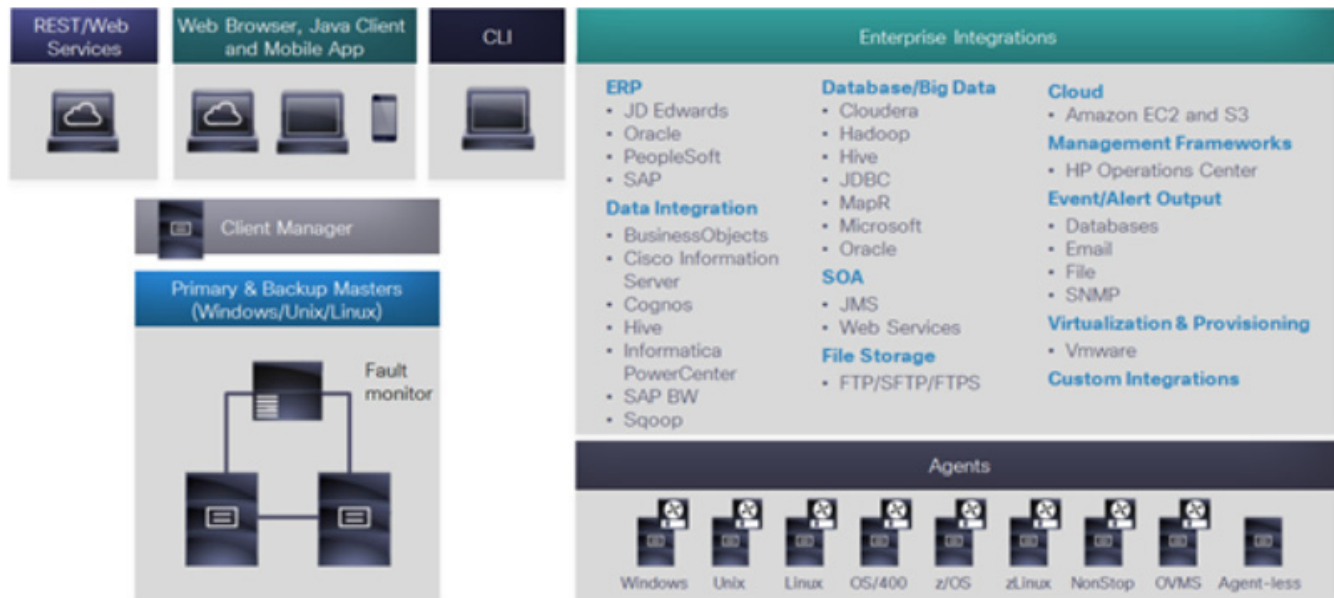 REST/Web
Services
Web Browser, Java Client
and Mobile App
CLI
Client Manager
Primary & Backup Masters
(Windows/Unix/Linux)
Fault
monitor
Enterprise Integrations
ERP
• JD Edwards
• Oracle
• PeopleSoft
• SAP
Data Integration
• BusinessObjects
• Cisco Information
Server
• Cognos
• Hive
• Informatica
PowerCenter
• SAP BW
• Sqoop
Database/Big Data
• Cloudera
• Hadoop
• Hive
• JDBC
• MapR
• Microsoft
• Oracle
SOA
• JMS
• Web Services
File Storage
• FTP/SFTP/FTPS
Cloud
• Amazon EC2 and S3
Management Frameworks
• HP Operations Center
Event/Alert Output
• Databases
• Email
• File
• SNMP
Virtualization & Provisioning
• Vmware
Custom Integrations
Agents
Windows Unix Linux OS/400 z/OS zLinux NonStop OVMS Agent-less